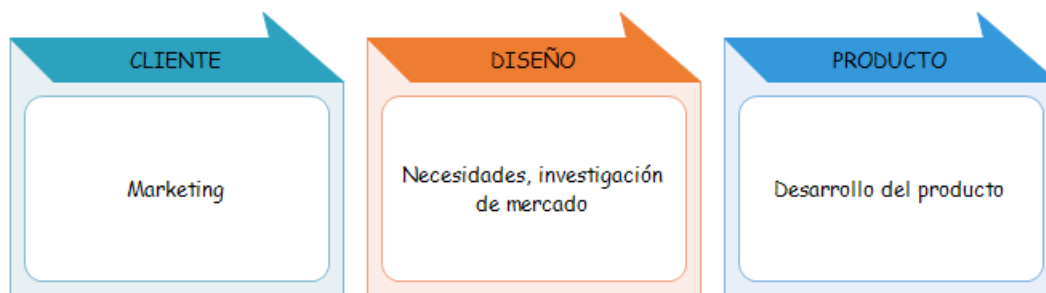 CLIENTE
Marketing
DISEÑO
Necesidades, investigación
de mercado
PRODUCTO
Desarrollo del producto